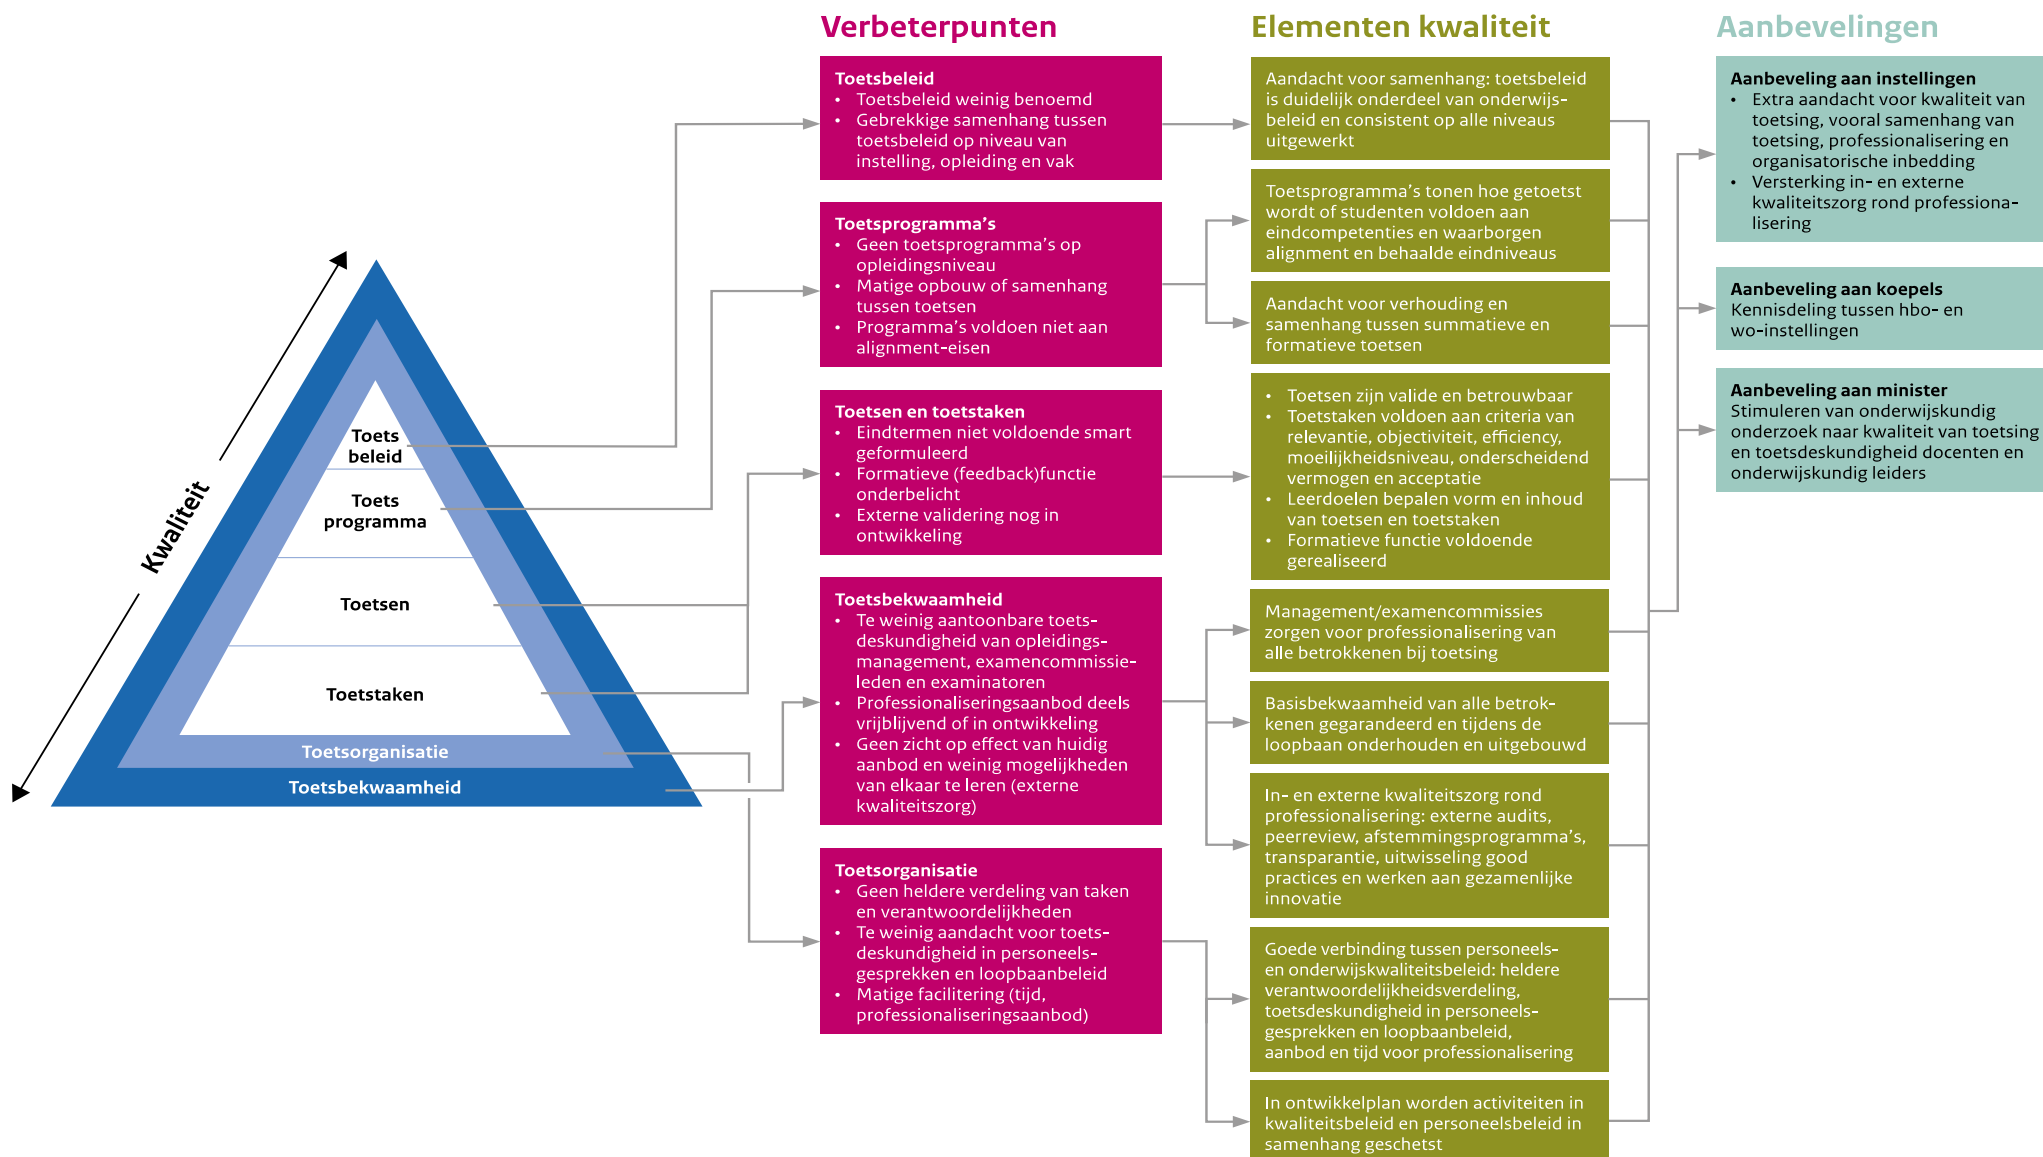 Kwaliteit
Toets
beleid
Toets
programma
Toetsen
Toetstaken
Toetsorganisatie
Toetsbekwaamheid
Verbeterpunten
Toetsbeleid
• Toetsbeleid weinig benoemd
• Gebrekkige samenhang tussen
toetsbeleid op niveau van
instelling, opleiding en vak
Toetsprogramma's
• Geen toetsprogramma's op
opleidingsniveau
• Matige opbouw of samenhang
tussen toetsen
• Programma's voldoen niet aan
alignment-eisen
Toetsen en toetstaken
• Eindtermen niet voldoende smart
geformuleerd
• Formatieve (feedback)functie
onderbelicht
• Externe validering nog in
ontwikkeling
Toetsbekwaamheid
• Te weinig aantoonbare toets-
deskundigheid van opleidings-
management, examencommissie-
leden en examinatoren
• Professionaliseringsaanbod deels
vrijblijvend of in ontwikkeling
• Geen zicht op effect van huidig
aanbod en weinig mogelijkheden
van elkaar te leren (externe
kwaliteitszorg)
Toetsorganisatie
• Geen heldere verdeling van taken
en verantwoordelijkheden
• Te weinig aandacht voor toets-
deskundigheid in personeels-
gesprekken en loopbaanbeleid
• Matige facilitering (tijd,
professionaliseringsaanbod)
Elementen kwaliteit
Aandacht voor samenhang: toetsbeleid
is duidelijk onderdeel van onderwijs-
beleid en consistent op alle niveaus
uitgewerkt
Toetsprogramma's tonen hoe getoetst
wordt of studenten voldoen aan
eindcompetenties en waarborgen
alignment en behaalde eindniveaus
Aandacht voor verhouding en
samenhang tussen summatieve en
formatieve toetsen
• Toetsen zijn valide en betrouwbaar
• Toetstaken voldoen aan criteria van
relevantie, objectiviteit, efficiency,
moeilijkheidsniveau, onderscheidend
vermogen en acceptatie
• Leerdoelen bepalen vorm en inhoud
van toetsen en toetstaken
• Formatieve functie voldoende
gerealiseerd
Management/examencommissies
zorgen voor professionalisering van
alle betrokkenen bij toetsing
Basisbekwaamheid van alle betrok-
kenen gegarandeerd en tijdens de
loopbaan onderhouden en uitgebouwd
In- en externe kwaliteitszorg rond
professionalisering: externe audits,
peerreview, afstemmingsprogramma's,
transparantie, uitwisseling good
practices en werken aan gezamenlijke
innovatie
Goede verbinding tussen personeels-
en onderwijskwaliteitsbeleid: heldere
verantwoordelijkheidsverdeling,
toetsdeskundigheid in personeels-
gesprekken en loopbaanbeleid,
aanbod en tijd voor professionalisering
In ontwikkelplan worden activiteiten in
kwaliteitsbeleid en personeelsbeleid in
samenhang geschetst
Aanbevelingen
Aanbeveling aan instellingen
• Extra aandacht voor kwaliteit van
toetsing, vooral samenhang van
toetsing, professionalisering en
organisatorische inbedding
• Versterking in- en externe
kwaliteitszorg rond professiona-
lisering
Aanbeveling aan koepels
Kennisdeling tussen hbo- en
wo-instellingen
Aanbeveling aan minister
Stimuleren van onderwijskundig
onderzoek naar kwaliteit van toetsing
en toetsdeskundigheid docenten en
onderwijskundig leiders